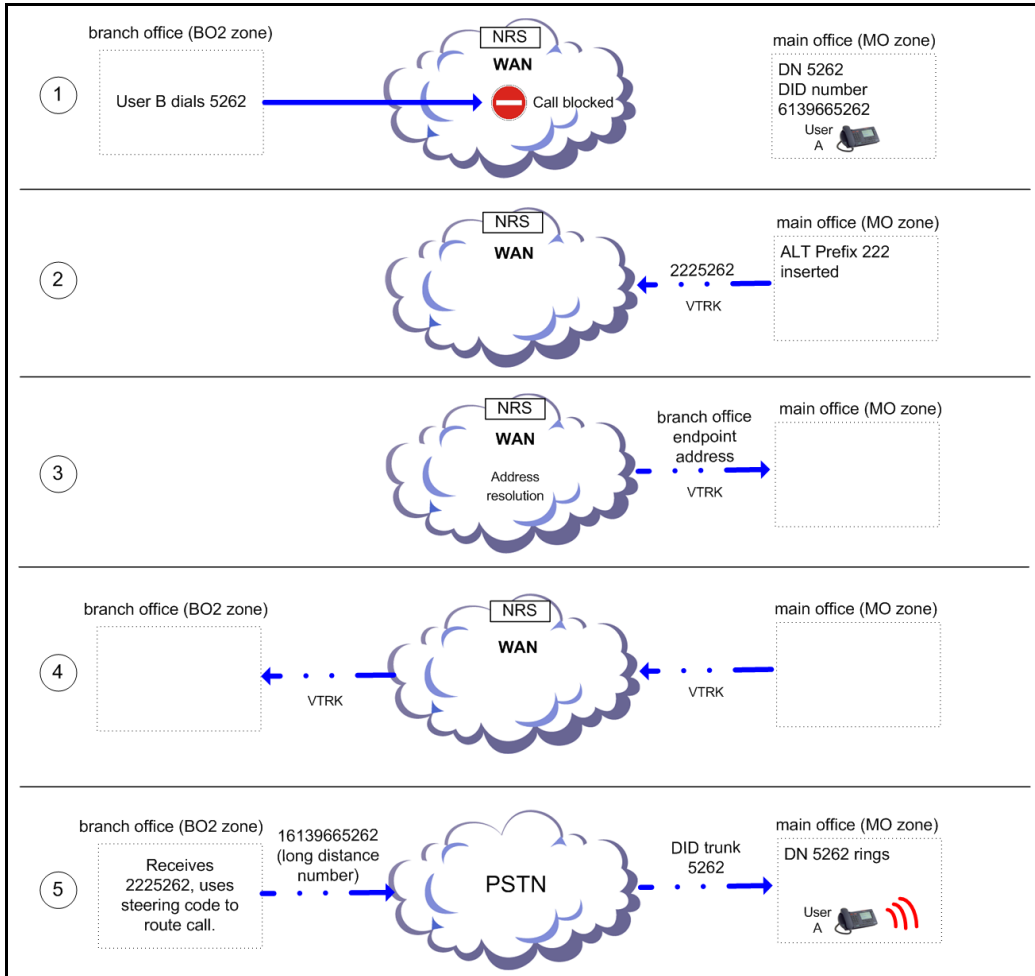 branch office (BO2 zone)
NRS
WAN
main office (MO zone)
1
User B dials 5262
Call blocked
DN 5262
DID number
6139665262
User
A
NRS
WAN
main office (MO zone)
2
2225262
VTRK
ALT Prefix 222
inserted
NRS
WAN
main office (MO zone)
3
Address
resolution
branch office
endpoint
address
VTRK
branch office (BO2 zone)
NRS
WAN
main office (MO zone)
4
VTRK
VTRK
branch office (BO2 zone)
main office (MO zone)
5
Receives
2225262, uses
steering code to
route call.
16139665262
(long distance
number)
PSTN
DID trunk
5262
DN 5262 rings
User
A